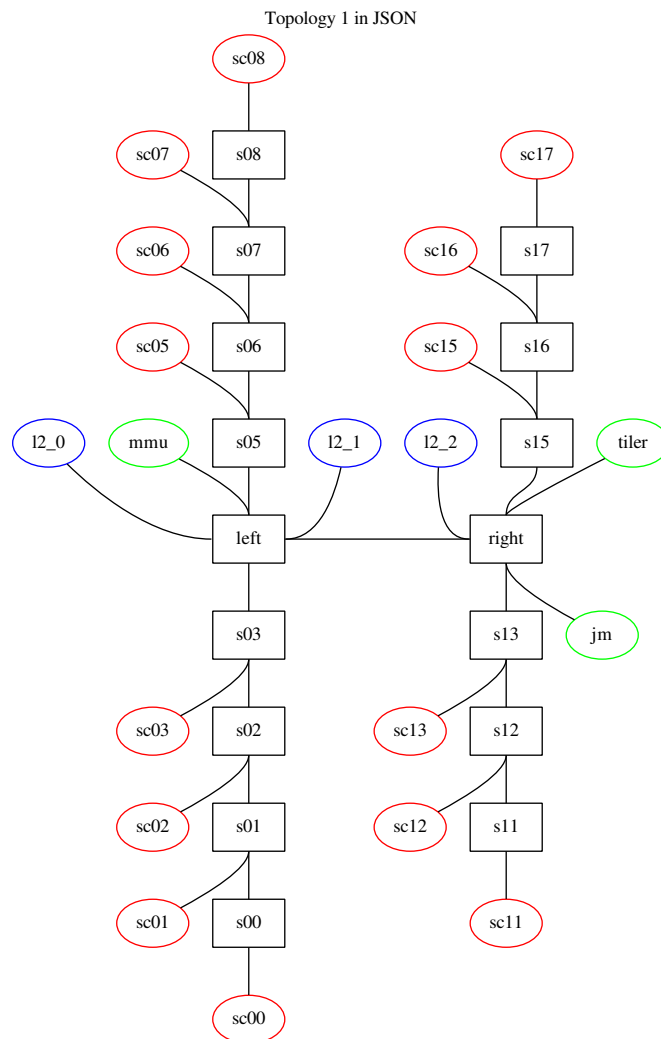 Topology 1 in JSON
sc08
sc07
s08
sc17
sc06
s07
sc16
s17
sc05
s06
sc15
s16
l2_0
mmu
s05
l2_1
l2_2
s15
tiler
left
right
s03
s13
jm
sc03
s02
sc13
s12
sc02
s01
sc12
s11
sc01
s00
sc11
sc00